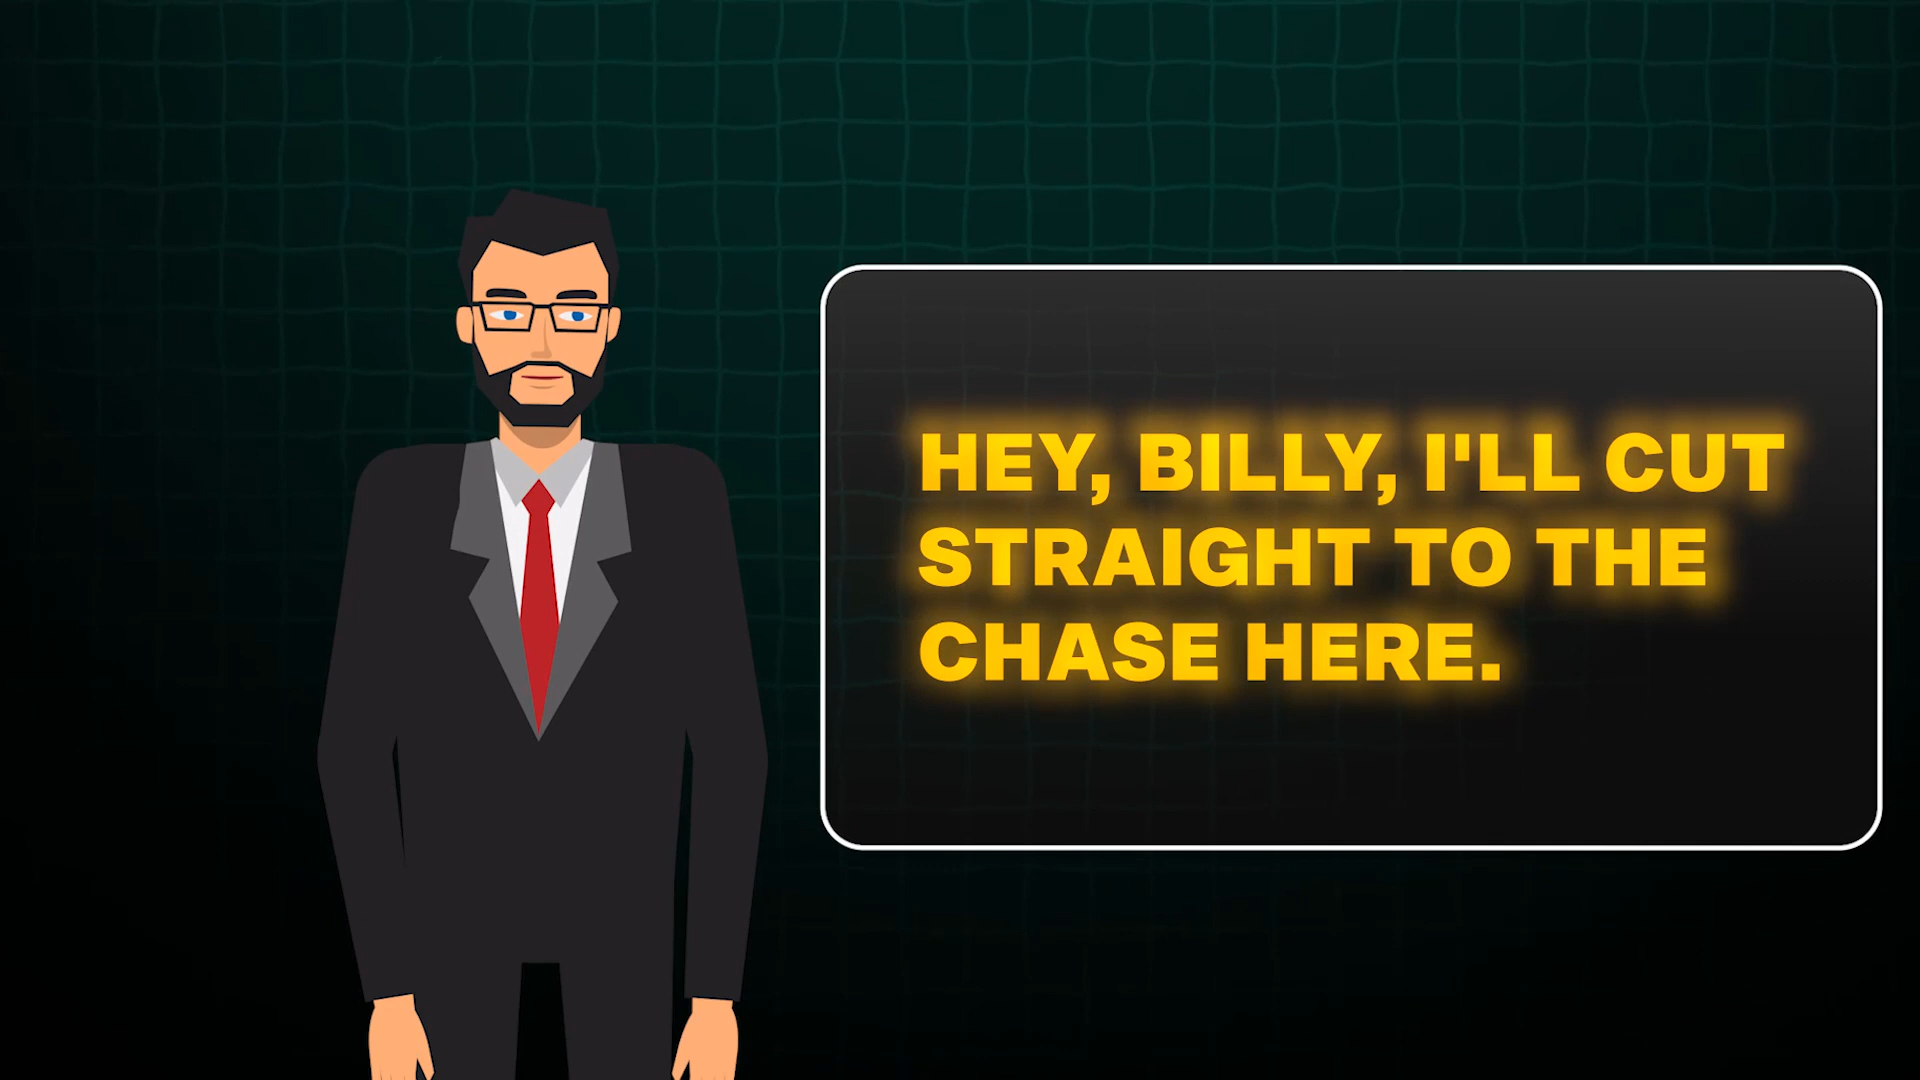 HEY, BILLY, I'LL CUT
STRAIGHT TO THE
CHASE HERE.